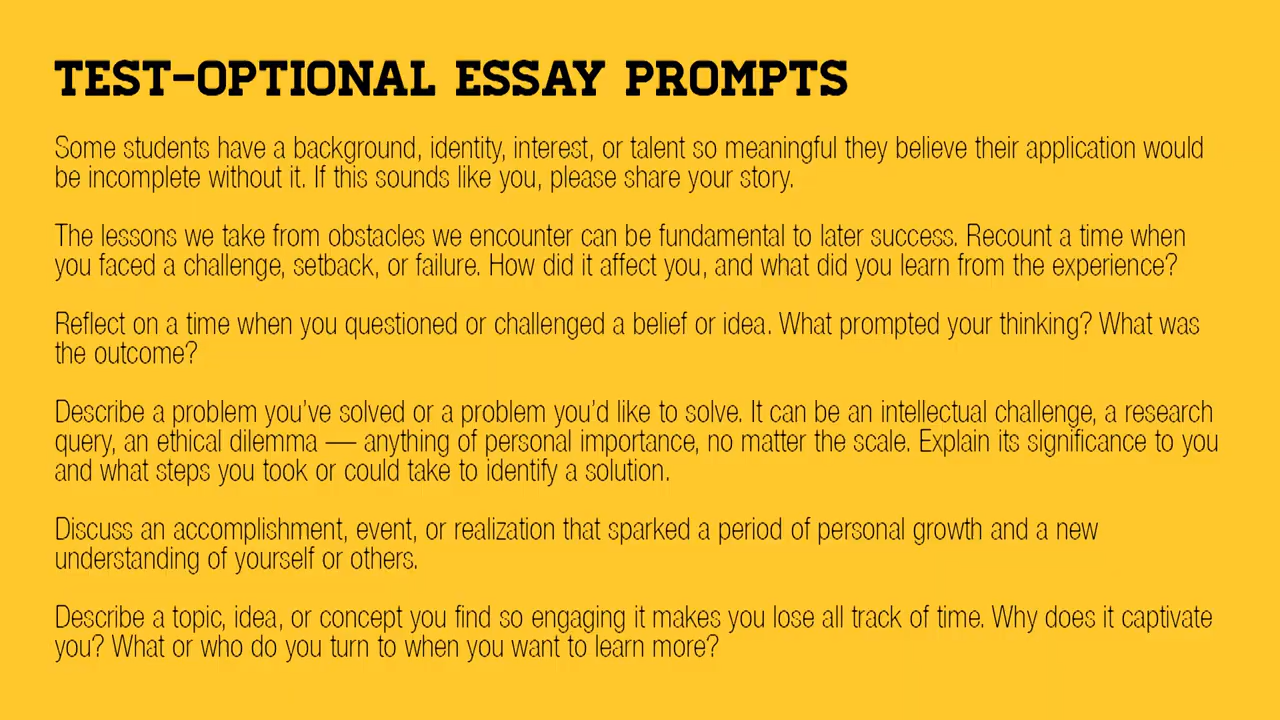 TEST-OPTIONAL ESSAY PROMPTS
Some students have a background, identity, interest, or talent so meaningful they believe their application would
be incomplete without it. If this sounds like you, please share your story.
The lessons we take from obstacles we encounter can be fundamental to later success. Recount a time when
you faced a challenge, setback, or failure. How did it affect you, and what did you learn from the experience?
Reflect on a time when you questioned or challenged a belief or idea. What prompted your thinking? What was
the outcome?
Describe a problem you’ve solved or a problem you’d like to solve. It can be an intellectual challenge, a research
query, an ethical dilemma — anything of personal importance, no matter the scale. Explain its significance to you
and what steps you took or could take to identify a solution.
Discuss an accomplishment, event, or realization that sparked a period of personal growth and a new
understanding of yourself or others.
Describe a topic, idea, or concept you find so engaging it makes you lose all track of time. Why does it captivate
you? What or who do you turn to when you want to learn more?